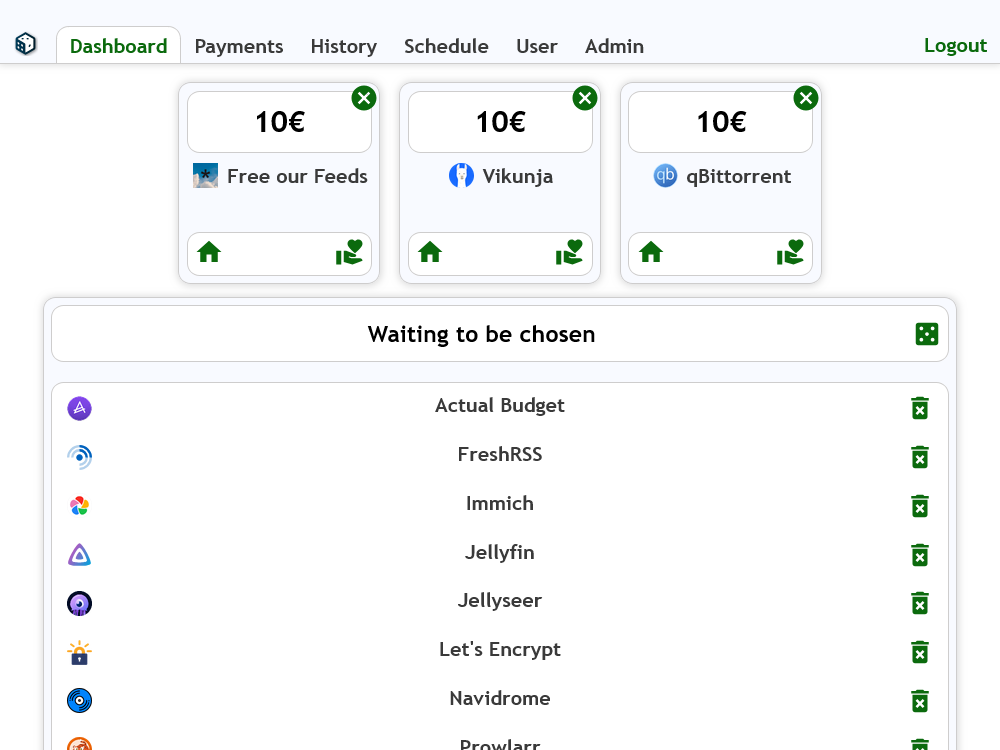 Dashboard Payments History Schedule User Admin Logout
10€ 10€ 10€
Free our Feeds Vikunja qb qBittorrent
Waiting to be chosen
Actual Budget
FreshRSS
Immich
Jellyfin
Jellyseer
Let's Encrypt
Navidrome
Prowlarr